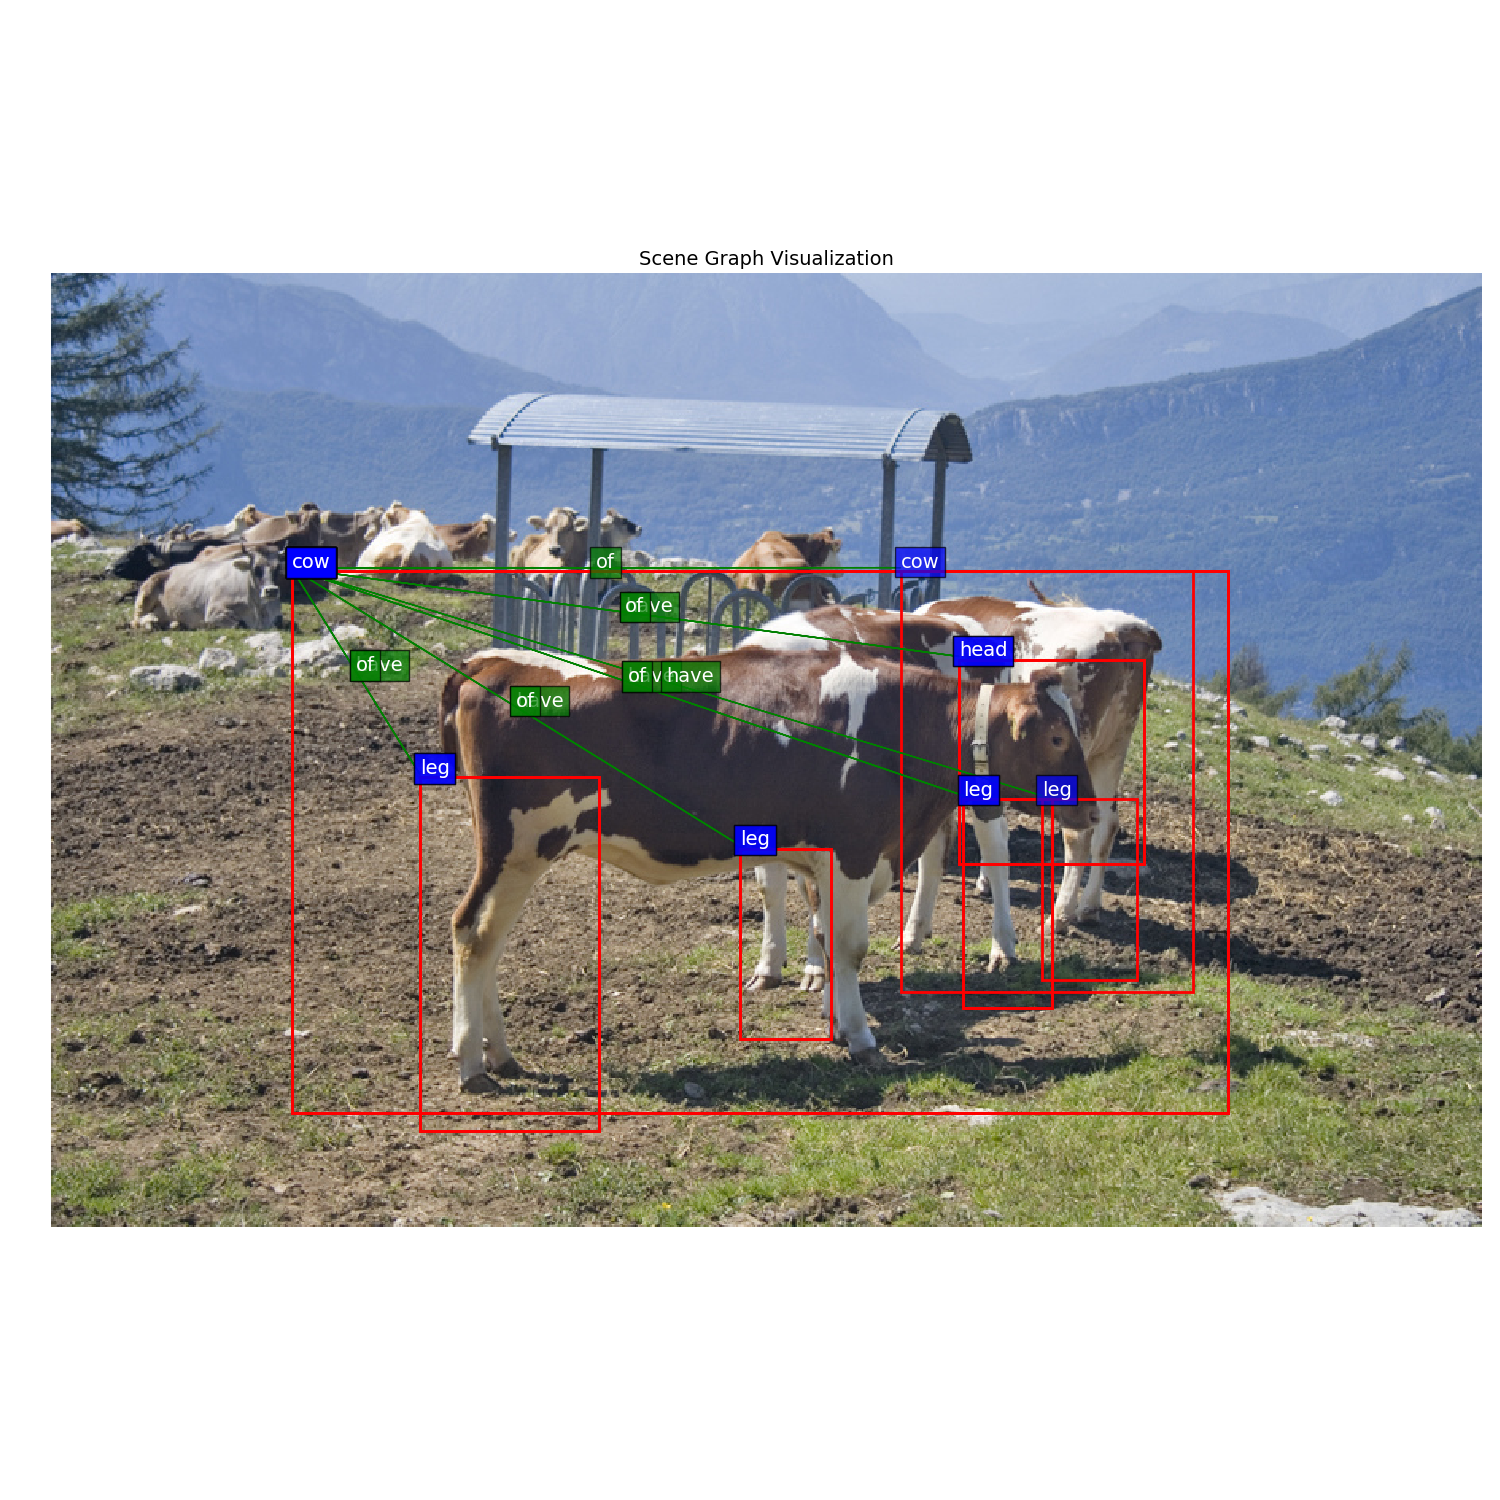 Scene Graph Visualization
cow
of
cow
of ve
head
of ve
of v have
of ve
leg
leg
leg
leg